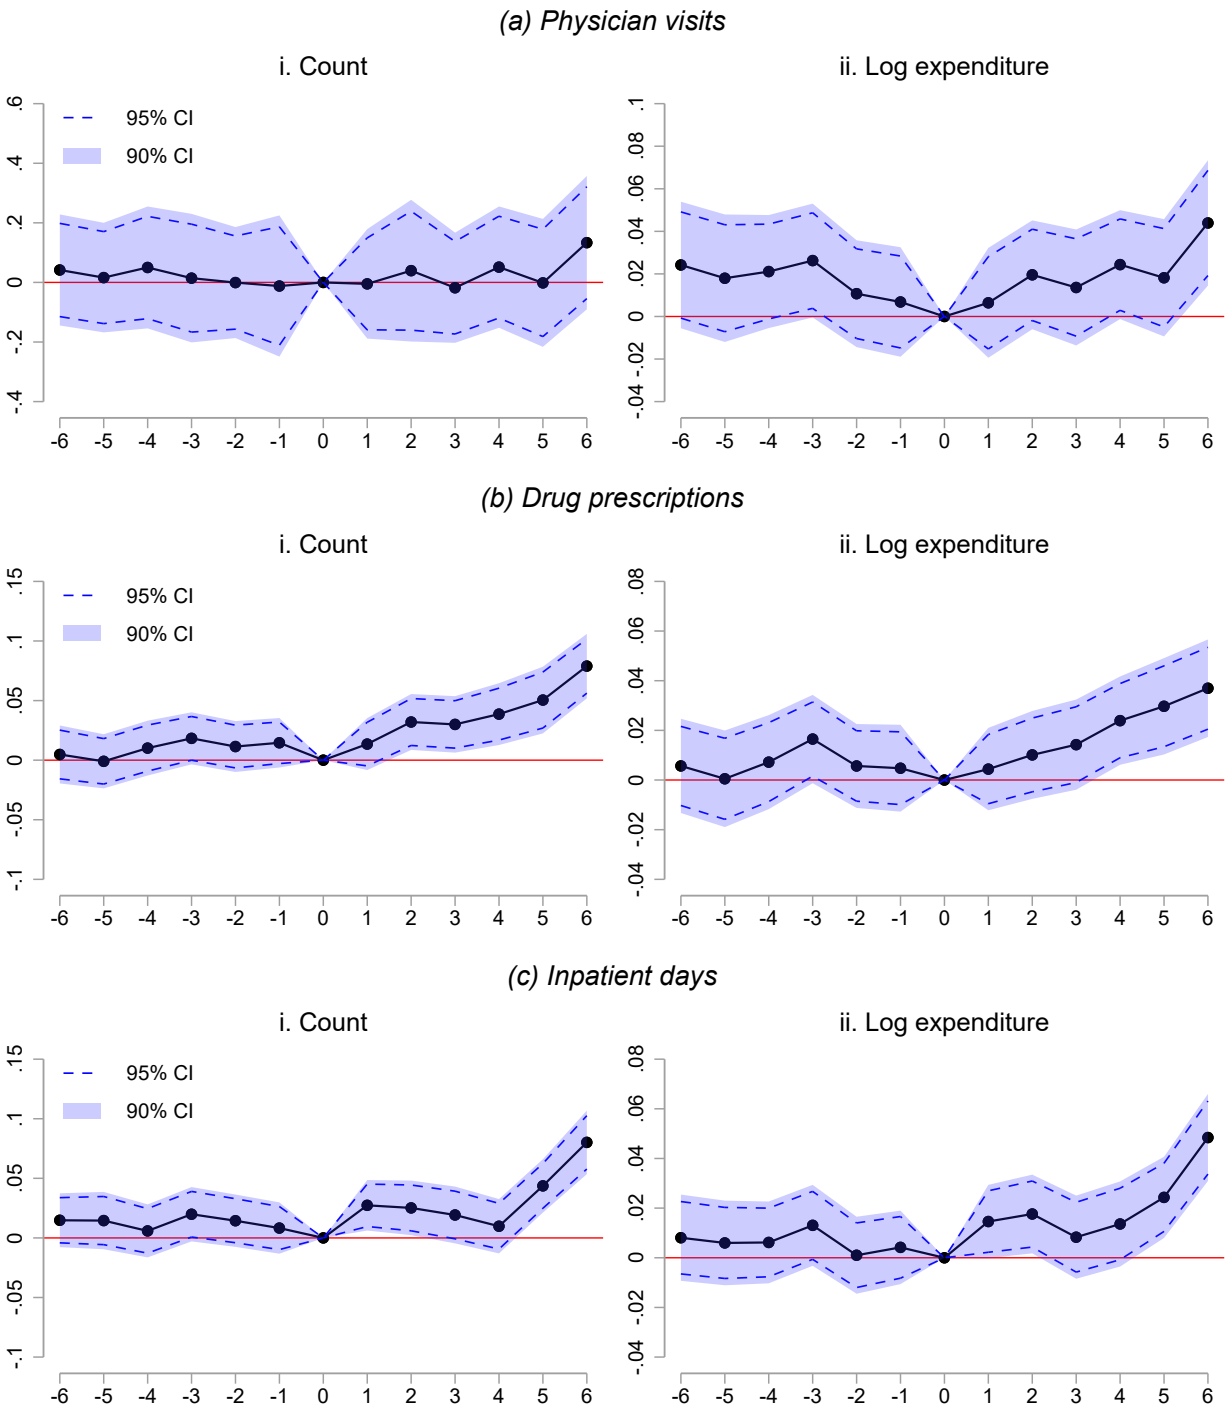 (a) Physician visits
i. Count
ii. Log expenditure
.6
.4
.2
0
-.2
-.4
95% CI
90% CI
-6 -5 -4 -3 -2 -1 0 1 2 3 4 5 6
.1
.08
.06
.04
.02
0
-.02
-.04
-6 -5 -4 -3 -2 -1 0 1 2 3 4 5 6
(b) Drug prescriptions
i. Count
ii. Log expenditure
.15
.1
.05
0
-.05
-.1
95% CI
90% CI
-6 -5 -4 -3 -2 -1 0 1 2 3 4 5 6
.08
.06
.04
.02
0
-.02
-.04
-6 -5 -4 -3 -2 -1 0 1 2 3 4 5 6
(c) Inpatient days
i. Count
ii. Log expenditure
.15
.1
.05
0
-.05
-.1
95% CI
90% CI
-6 -5 -4 -3 -2 -1 0 1 2 3 4 5 6
.08
.06
.04
.02
0
-.02
-.04
-6 -5 -4 -3 -2 -1 0 1 2 3 4 5 6